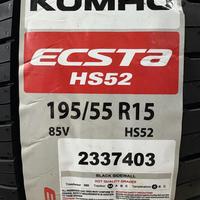 KUMHO
ECSTA
HS52
195/55 R15
85V HS52
2337403
BLACK SIDEWALL